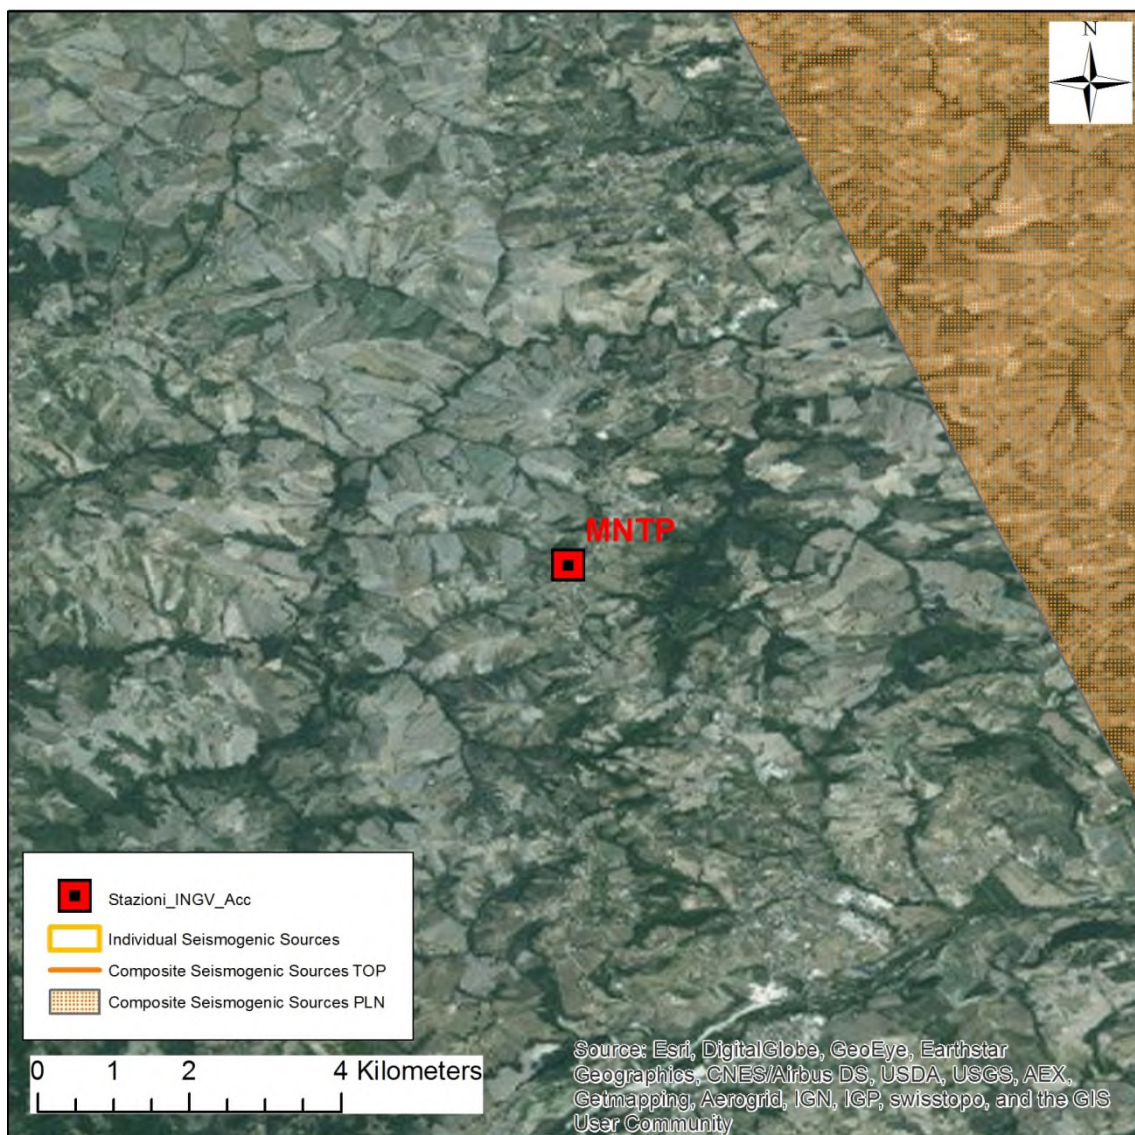 N
MNTP
Stazioni_INGV_Acc
Individual Seismogenic Sources
Composite Seismogenic Sources TOP
Composite Seismogenic Sources PLN
0 1 2 4 Kilometers
Source: Esri, DigitalGlobe, GeoEye, Earthstar
Geographics, CNES/Airbus DS, USDA, USGS, AEX,
Getmapping, Aerogrid, IGN, IGP, swisstopo, and the GIS
User Community